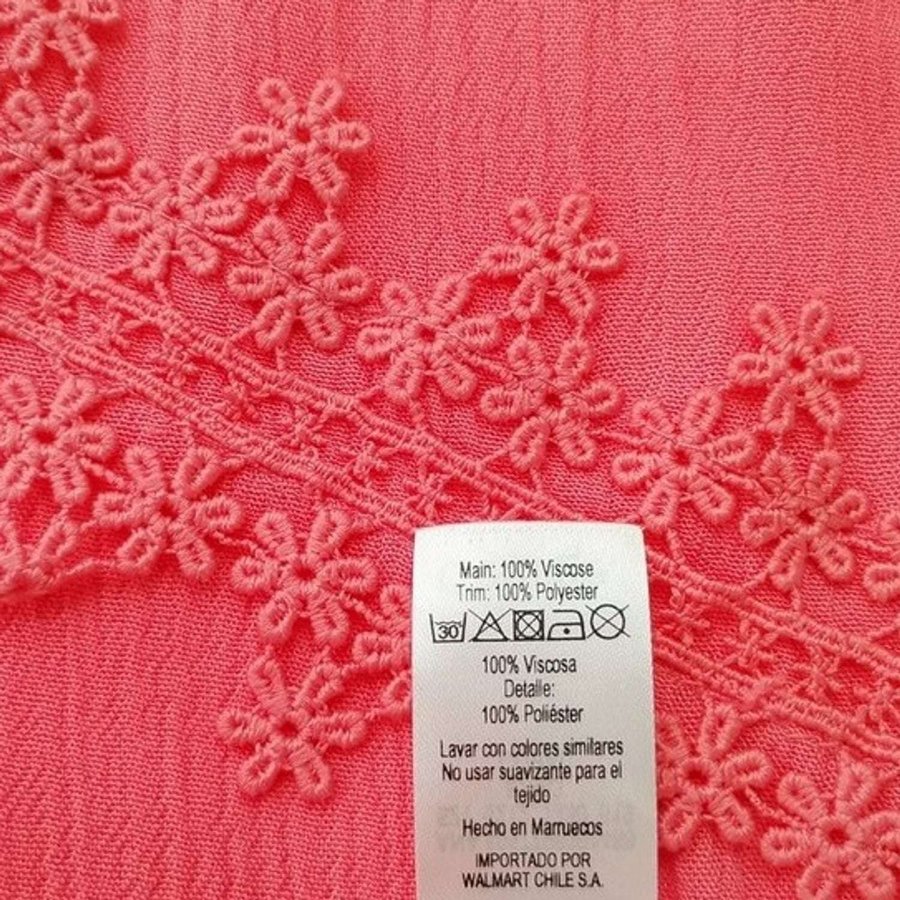 Main: 100% Viscose
Trim: 100% Polyester
30
100% Viscosa
Detalle:
100% Poliéster
Lavar con colores similares
No usar suavizante para el
tejido
Hecho en Marruecos
IMPORTADO POR
WALMART CHILE S.A.